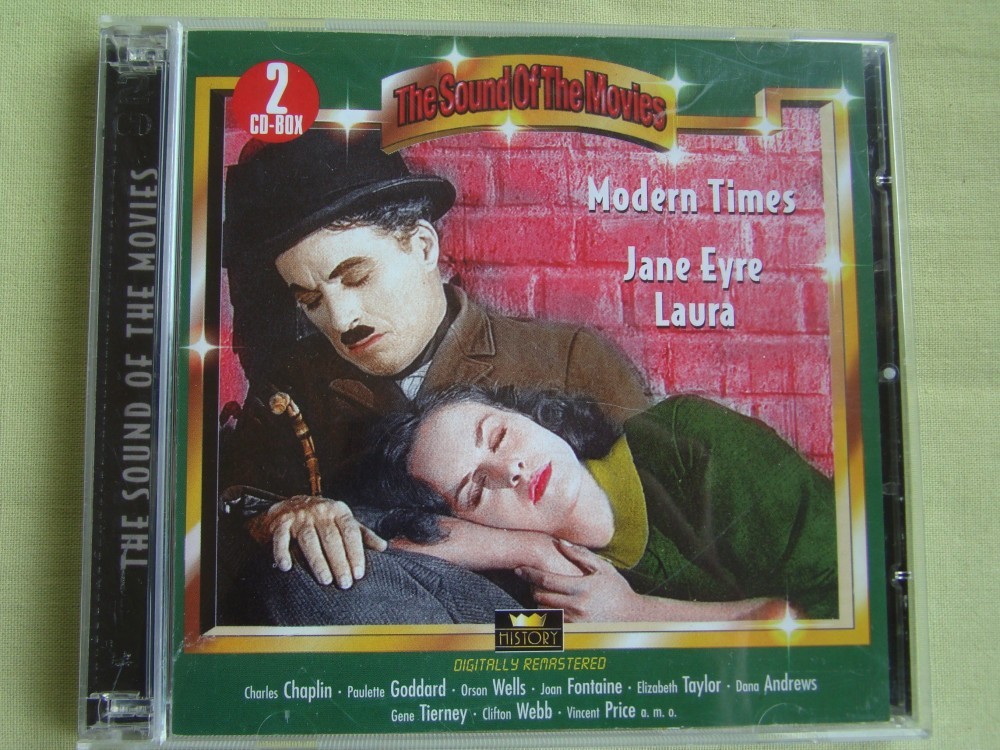 2
CD-BOX
The Sound Of The Movies
Modern Times
Jane Eyre
Laura
THE SOUND OF THE MOVIES
HISTORY
DIGITALLY REMASTERED
Charles Chaplin · Paulette Goddard · Orson Wells · Joan Fontaine · Elizabeth Taylor · Dana Andrews
Gene Tierney · Clifton Webb · Vincent Price a. m. o.